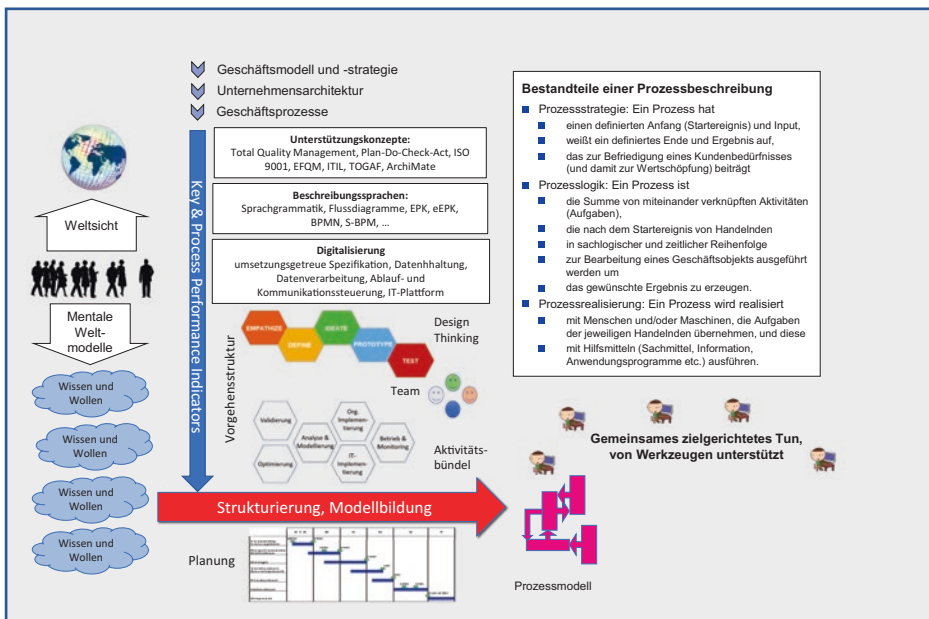 Geschäftsmodell und -strategie
Unternehmensarchitektur
Geschäftsprozesse
Weltsicht
Mentale
Welt-
modelle
Wissen und
Wollen
Wissen und
Wollen
Wissen und
Wollen
Wissen und
Wollen
Key & Process Performance Indicators
Unterstützungskonzepte:
Total Quality Management, Plan-Do-Check-Act, ISO
9001, EFQM, ITIL, TOGAF, ArchiMate
Beschreibungssprachen:
Sprachgrammatik, Flussdiagramme, EPK, eEPK,
BPMN, S-BPM, ...
Digitalisierung
umsetzungsgetreue Spezifikation, Datenhhaltung,
Datenverarbeitung, Ablauf- und
Kommunikationssteuerung, IT-Plattform
Vorgehensstruktur
EMPATHIZE
DEFINE
IDEATE
PROTOTYPE
TEST
Design
Thinking
Team
Validierung
Optimierung
Analyse &
Modellierung
Org.
Implemen-
tierung
IT-
Implemen-
tierung
Betrieb &
Monitoring
Aktivitäts-
bündel
Strukturierung, Modellbildung
Planung
Bestandteile einer Prozessbeschreibung
Prozessstrategie: Ein Prozess hat
einen definierten Anfang (Startereignis) und Input,
weißt ein definiertes Ende und Ergebnis auf,
das zur Befriedigung eines Kundenbedürfnisses
(und damit zur Wertschöpfung) beiträgt
Prozesslogik: Ein Prozess ist
die Summe von miteinander verknüpften Aktivitäten
(Aufgaben),
die nach dem Startereignis von Handelnden
in sachlogischer und zeitlicher Reihenfolge
zur Bearbeitung eines Geschäftsobjekts ausgeführt
werden um
das gewünschte Ergebnis zu erzeugen.
Prozessrealisierung: Ein Prozess wird realisiert
mit Menschen und/oder Maschinen, die Aufgaben
der jeweiligen Handelnden übernehmen, und diese
mit Hilfsmitteln (Sachmittel, Information,
Anwendungsprogramme etc.) ausführen.
Gemeinsames zielgerichtetes Tun,
von Werkzeugen unterstützt
Prozessmodell